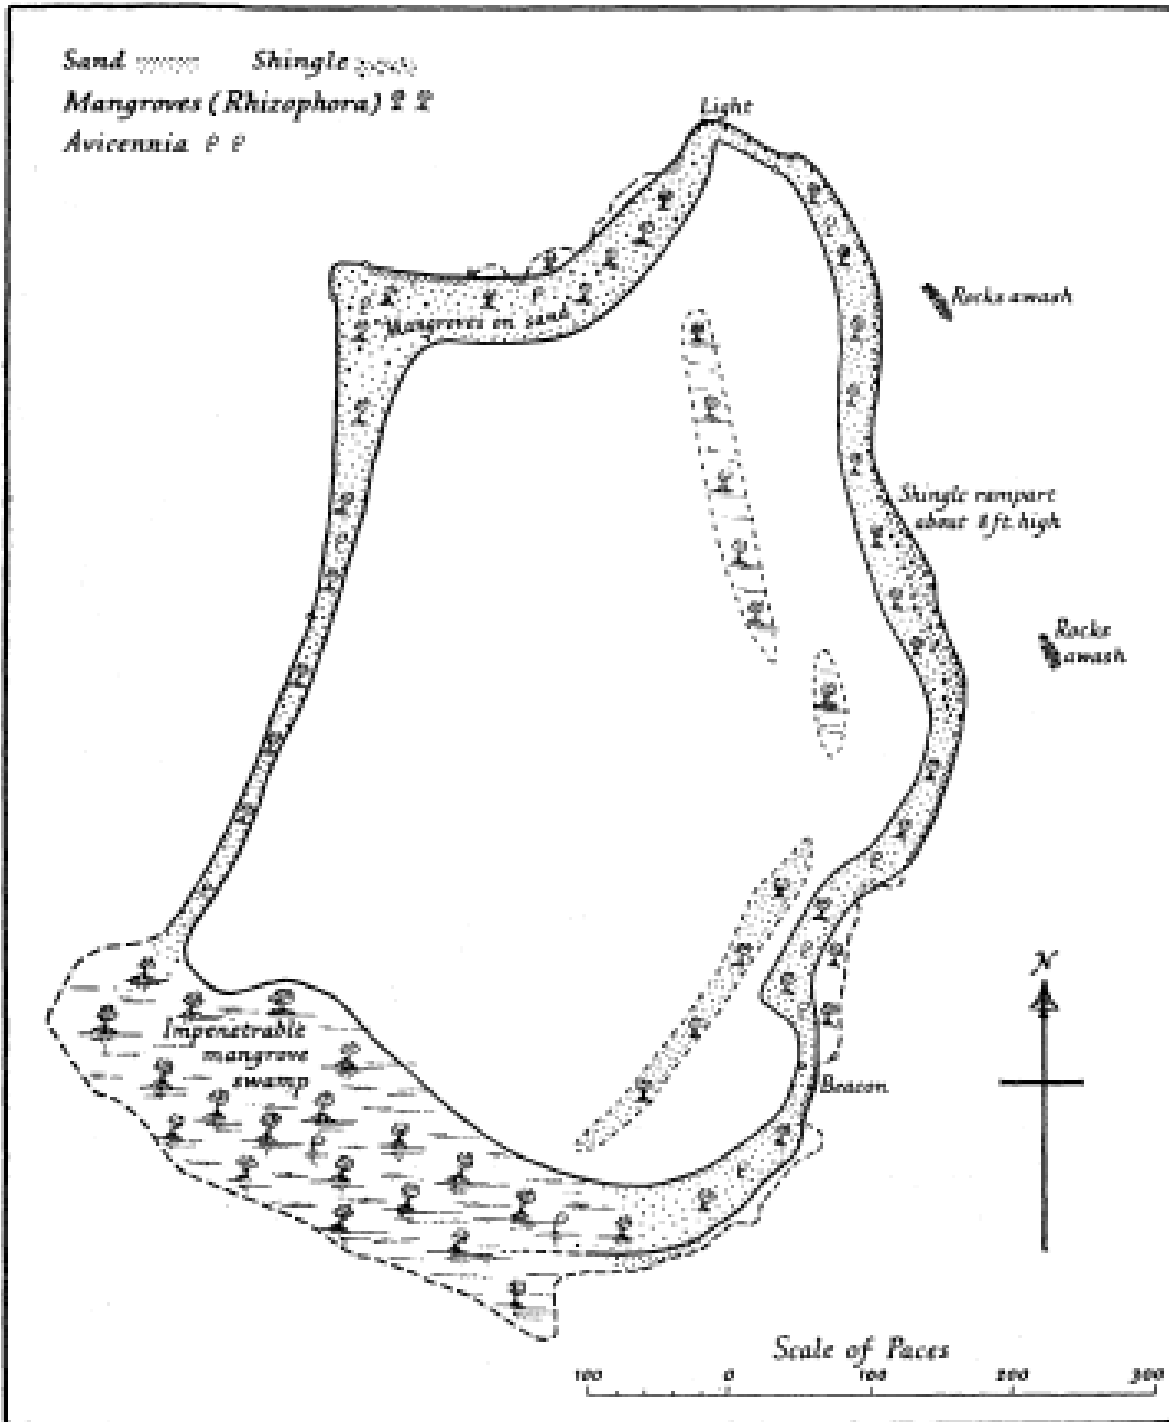 Sand Shingle
Mangroves (Rhizophora)
Avicennia
Light
Rocks awash
Mangroves on sand
Shingle rampart
about 8 ft. high
Rocks
awash
N
Impenetrable
mangrove
swamp
Beacon
Scale of Paces
100 0 100 200 300